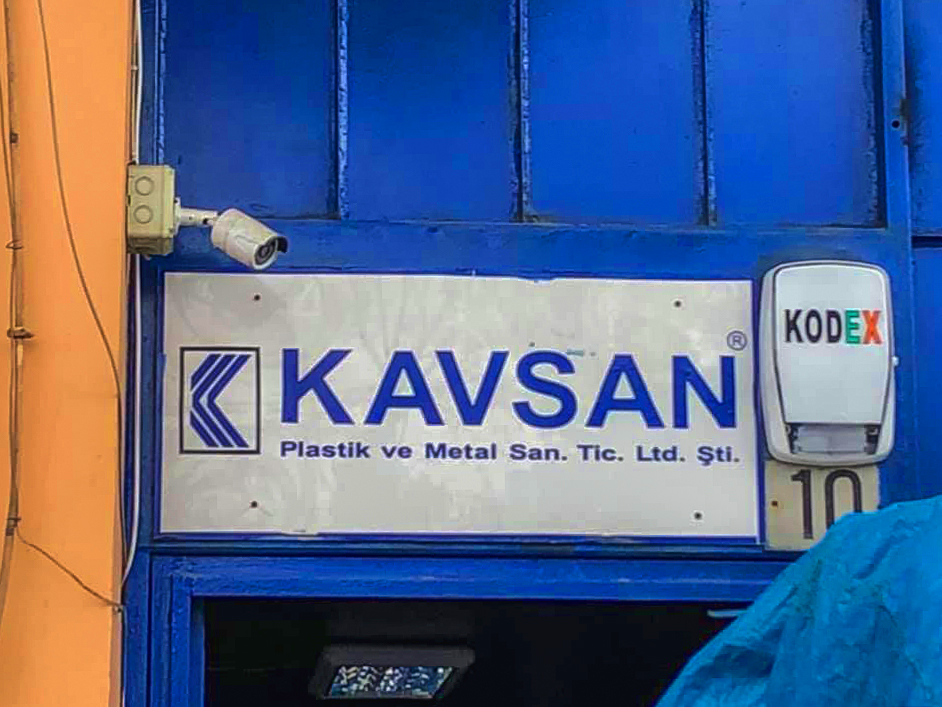 KODEX
KAVSAN®
Plastik ve Metal San. Tic. Ltd. Şti.
10